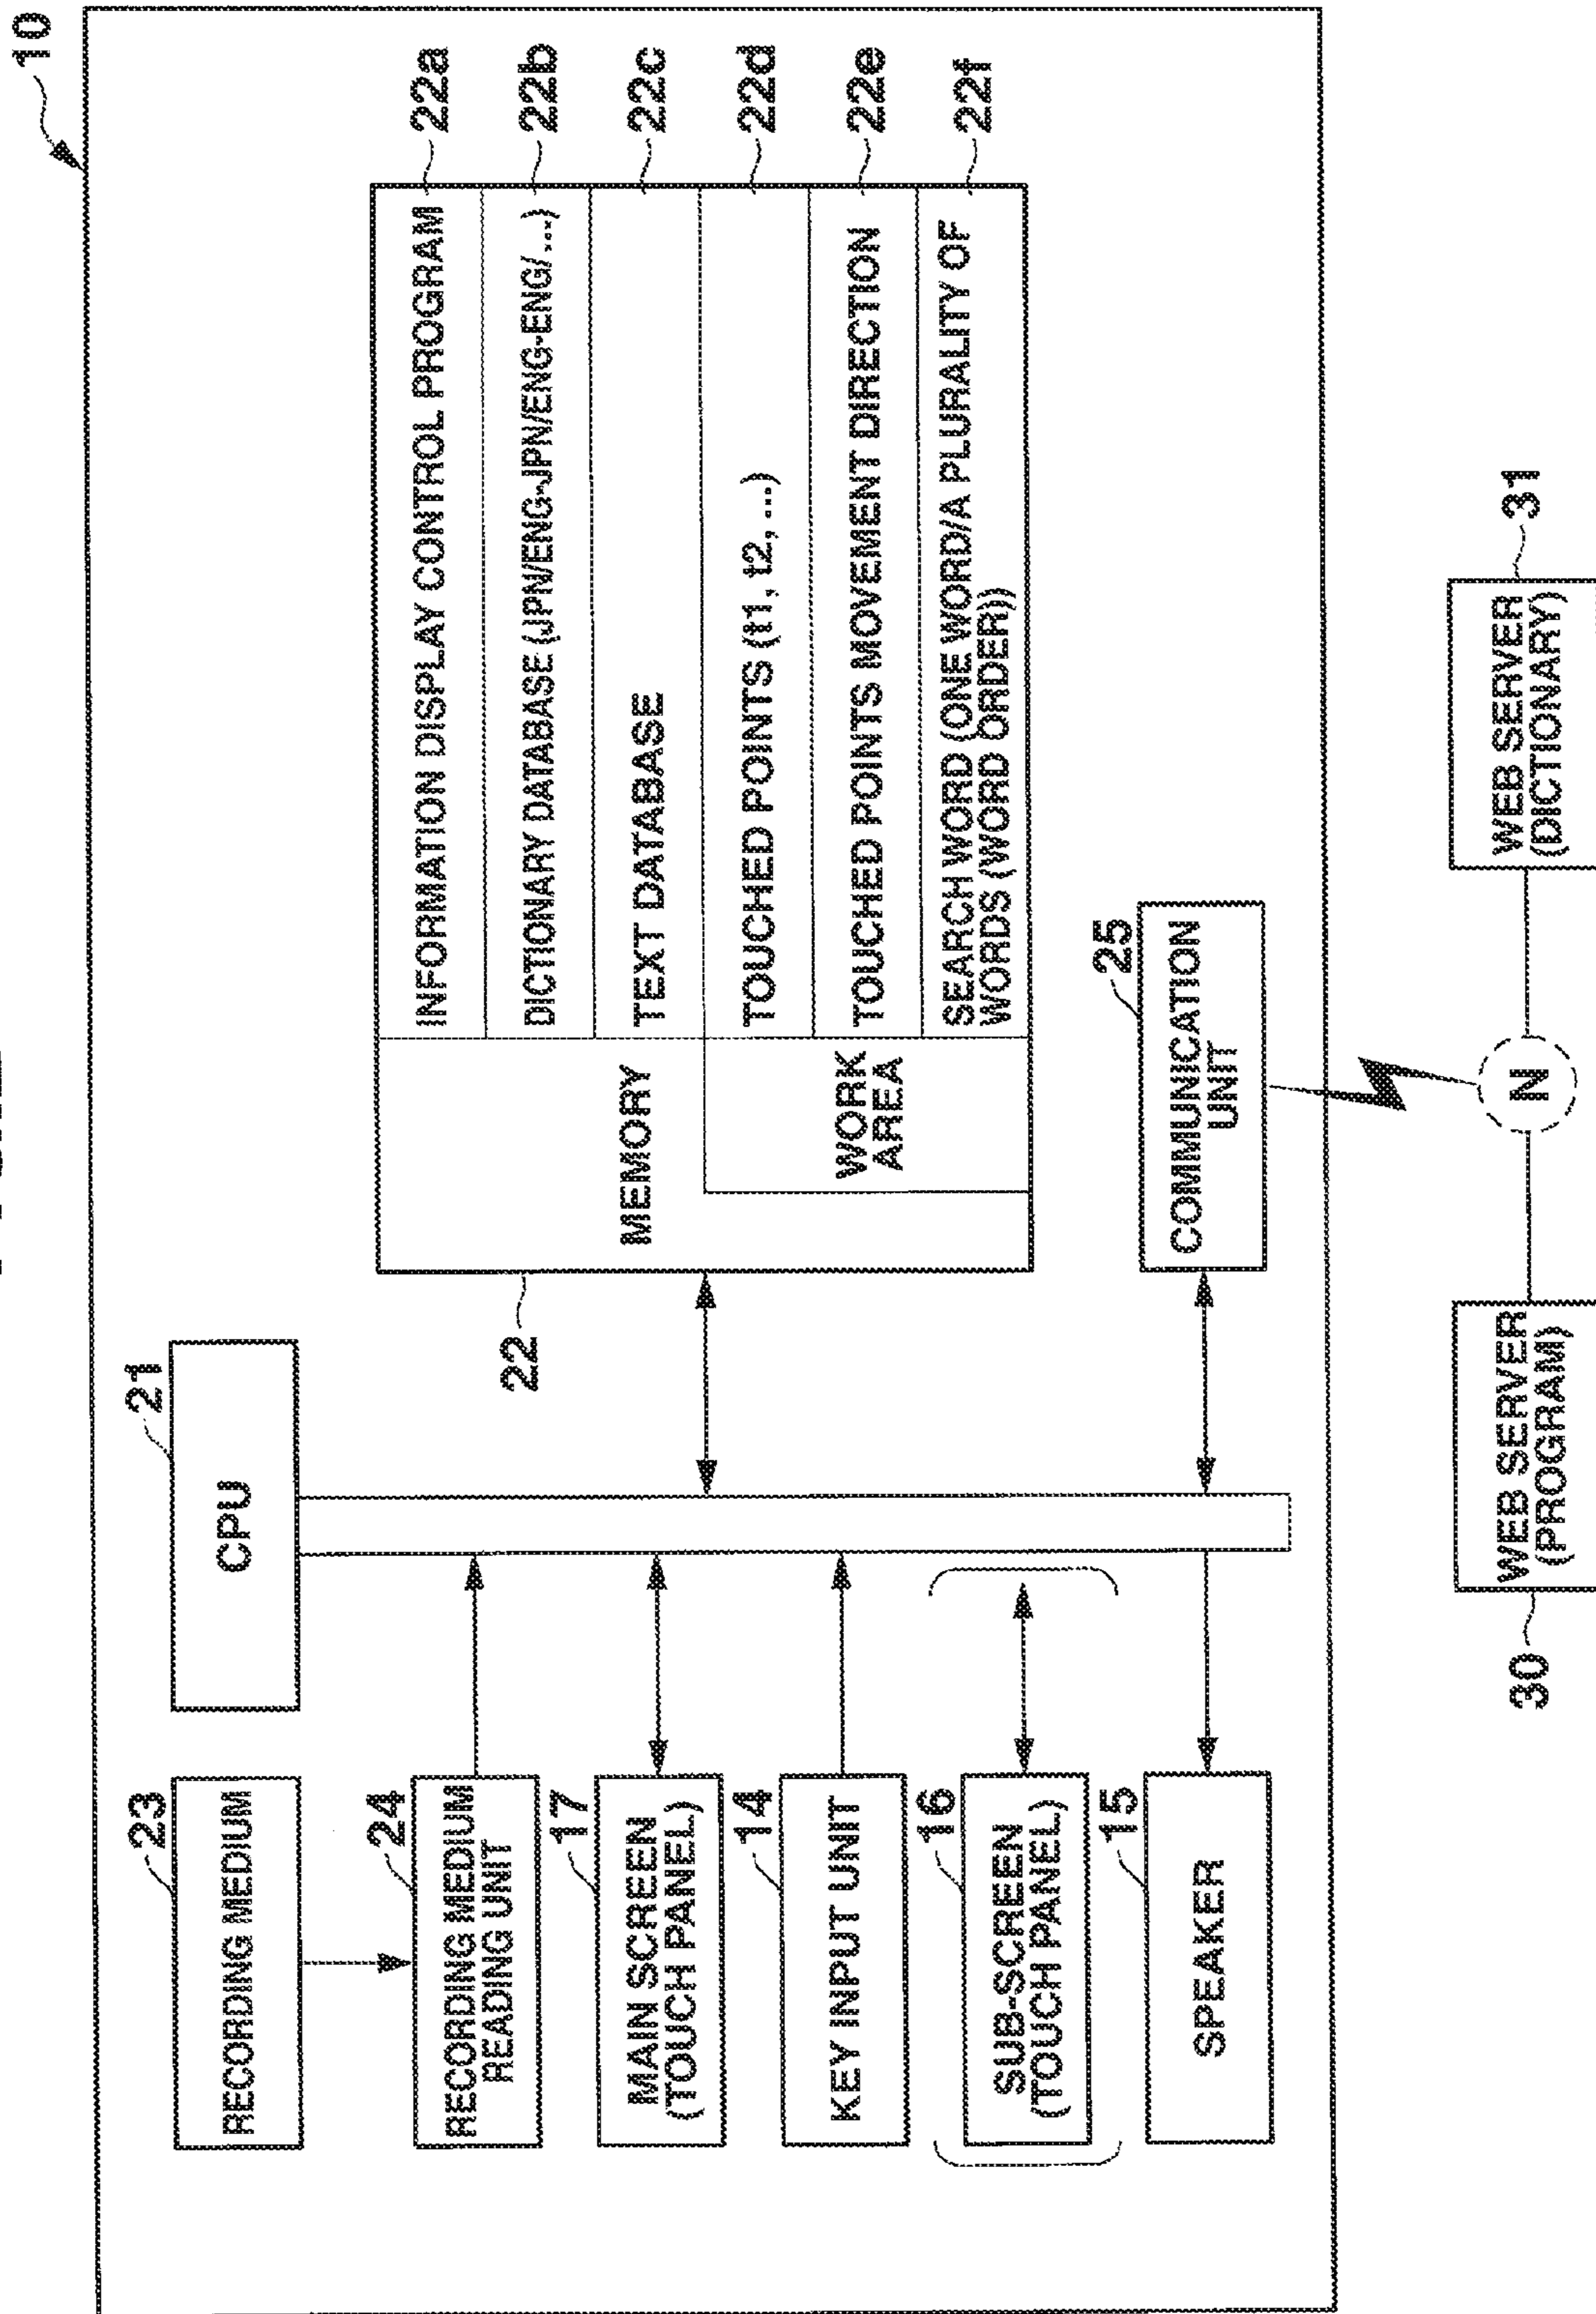 10
21
CPU
23
RECORDING MEDIUM
24
RECORDING MEDIUM
READING UNIT
17
MAIN SCREEN
(TOUCH PANEL)
14
KEY INPUT UNIT
16
SUB-SCREEN
(TOUCH PANEL)
15
SPEAKER
22
MEMORY
WORK
AREA
INFORMATION DISPLAY CONTROL PROGRAM
22a
DICTIONARY DATABASE (JPN/ENG-JPN/ENG-ENG/ ...)
22b
TEXT DATABASE
22c
TOUCHED POINTS (t1, t2, ...)
22d
TOUCHED POINTS MOVEMENT DIRECTION
22e
SEARCH WORD (ONE WORD/A PLURALITY OF
WORDS (WORD ORDER))
22f
25
COMMUNICATION
UNIT
30
WEB SERVER
(PROGRAM)
N
31
WEB SERVER
(DICTIONARY)